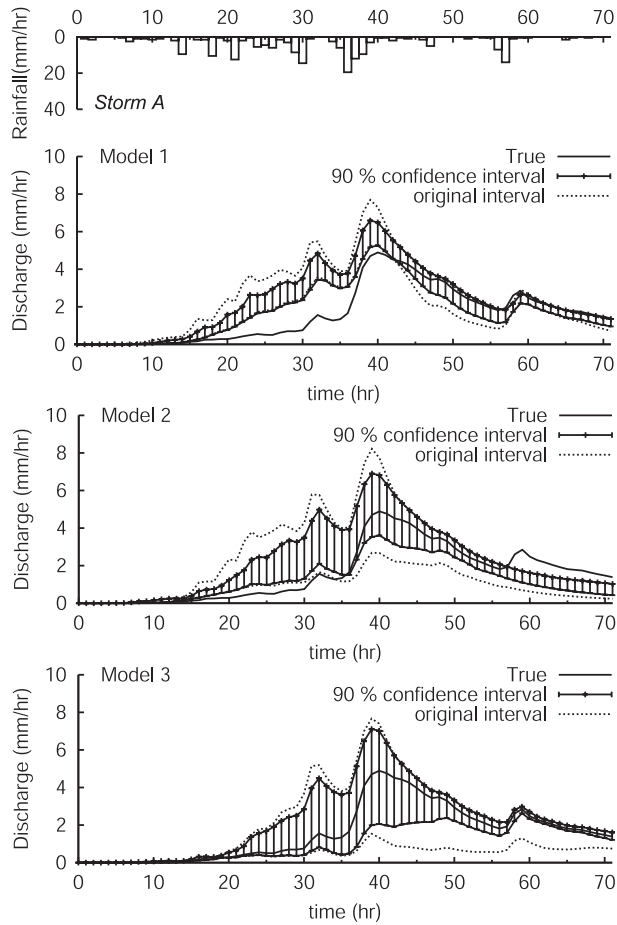 0 10 20 30 40 50 60 70
Rainfall(mm/hr)
0
20
40
Storm A
Model 1
True
90 % confidence interval
original interval
Discharge (mm/hr)
10
8
6
4
2
0
0 10 20 30 40 50 60 70
time (hr)
Model 2
True
90 % confidence interval
original interval
Discharge (mm/hr)
10
8
6
4
2
0
0 10 20 30 40 50 60 70
time (hr)
Model 3
True
90 % confidence interval
original interval
Discharge (mm/hr)
10
8
6
4
2
0
0 10 20 30 40 50 60 70
time (hr)